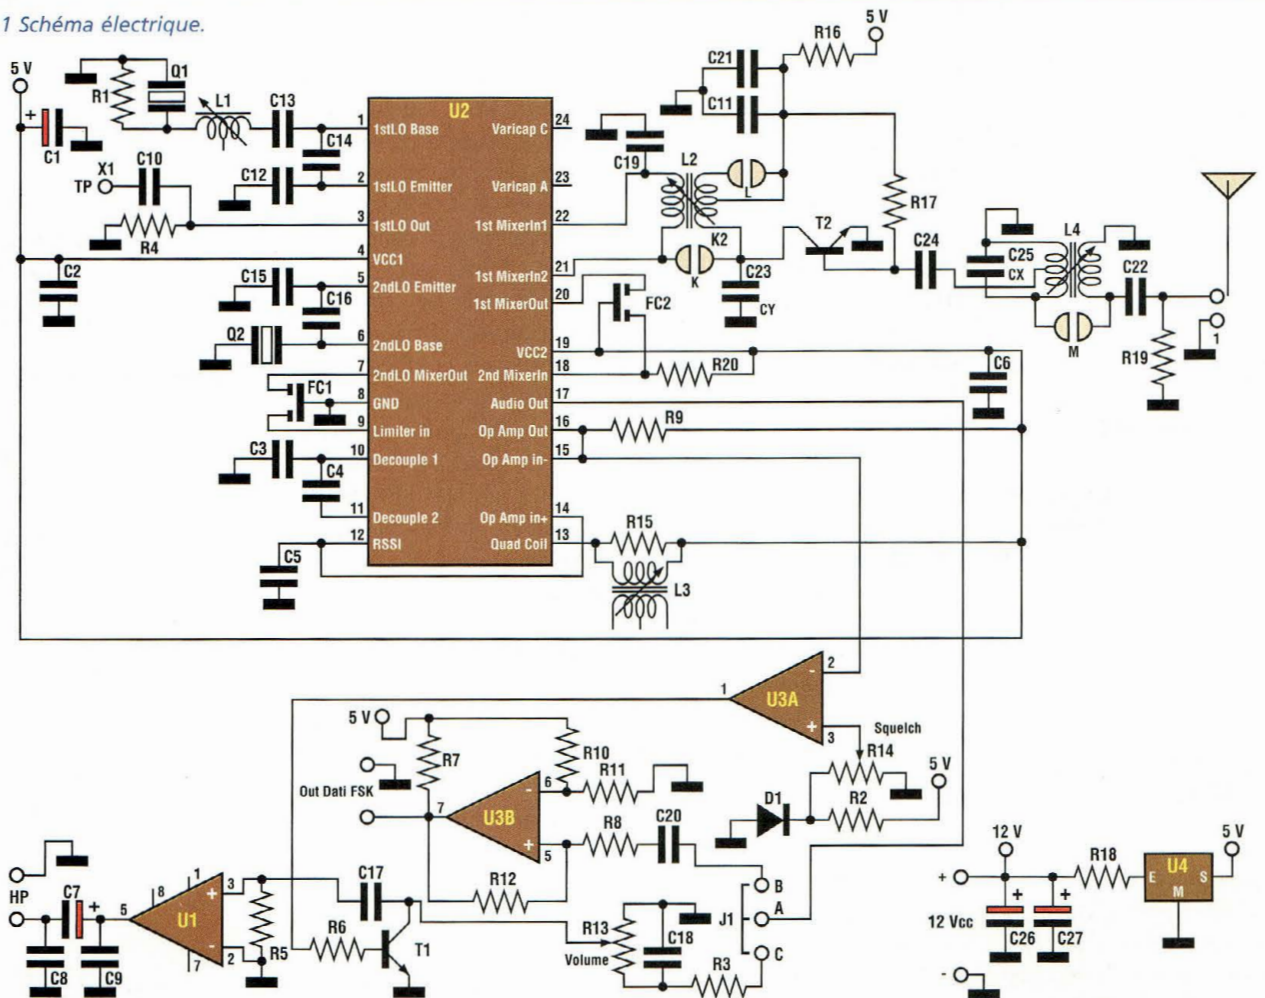 1 Schéma électrique.
5 V
C1
+
R1
Q1
L1
C13
C14
C12
X1
TP
C10
R4
C2
C15
C16
Q2
FC1
C3
C4
C5
U2
1 1stLO Base
2 1stLO Emitter
3 1stLO Out
4 VCC1
5 2ndLO Emitter
6 2ndLO Base
7 2ndLO MixerOut
8 GND
9 Limiter in
10 Decouple 1
11 Decouple 2
12 RSSI
Varicap C 24
Varicap A 23
1st MixerIn1 22
1st MixerIn2 21
1st MixerOut 20
VCC2 19
2nd MixerIn 18
Audio Out 17
Op Amp Out 16
Op Amp in- 15
Op Amp in+ 14
Quad Coil 13
C21
C11
R16
5 V
C19
L2
L
K2
K
C23
CY
FC2
R20
T2
R17
C24
C25
CX
L4
M
C22
R19
1
C6
R9
R15
L3
U3A
1
- 2
+ 3
Squelch
R14
5 V
R2
D1
5 V
R7
R10
R11
Out Dati FSK
7
U3B
- 6
+ 5
R8
C20
R12
B
A
C
J1
R13
Volume
C18
R3
HP
C7
+
C8
C9
5
U1
8
1
+ 3
- 2
7
R5
C17
R6
T1
12 V
+
12 Vcc
-
+
C26
+
C27
R18
U4
E
M
S
5 V